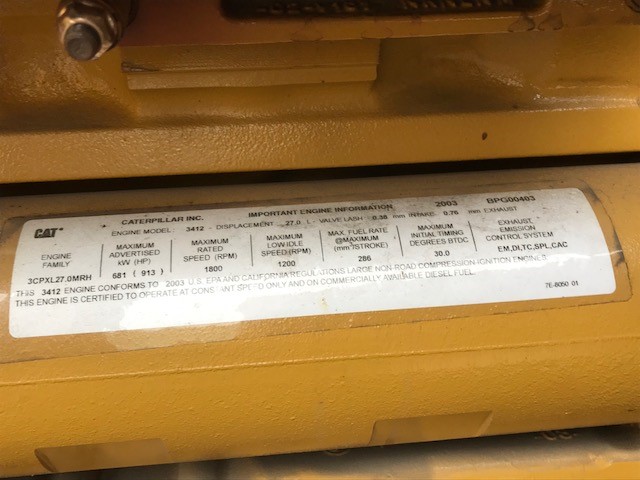 CATERPILLAR INC. IMPORTANT ENGINE INFORMATION 2003 BPG00403
CAT
ENGINE MODEL: 3412 - DISPLACEMENT - 27.0 L - VALVE LASH 0.38 mm INTAKE: 0.76 mm EXHAUST
ENGINE FAMILY
3CPXL27.0MRH
MAXIMUM ADVERTISED kW (HP)
681 ( 913 )
MAXIMUM RATED SPEED (RPM)
1800
MAXIMUM LOW IDLE SPEED (RPM)
1200
MAX. FUEL RATE @MAXIMUM (mm /STROKE)
286
MAXIMUM INITIAL TIMING DEGREES BTDC
30.0
EXHAUST EMISSION CONTROL SYSTEM
EM,DI,TC,SPL,CAC
THIS 3412 ENGINE CONFORMS TO 2003 U.S. EPA AND CALIFORNIA REGULATIONS LARGE NON-ROAD COMPRESSION IGNITION ENGINES
THIS ENGINE IS CERTIFIED TO OPERATE AT CONSTANT SPEED ONLY AND ON COMMERCIALLY AVAILABLE DIESEL FUEL.
7E-8050 01